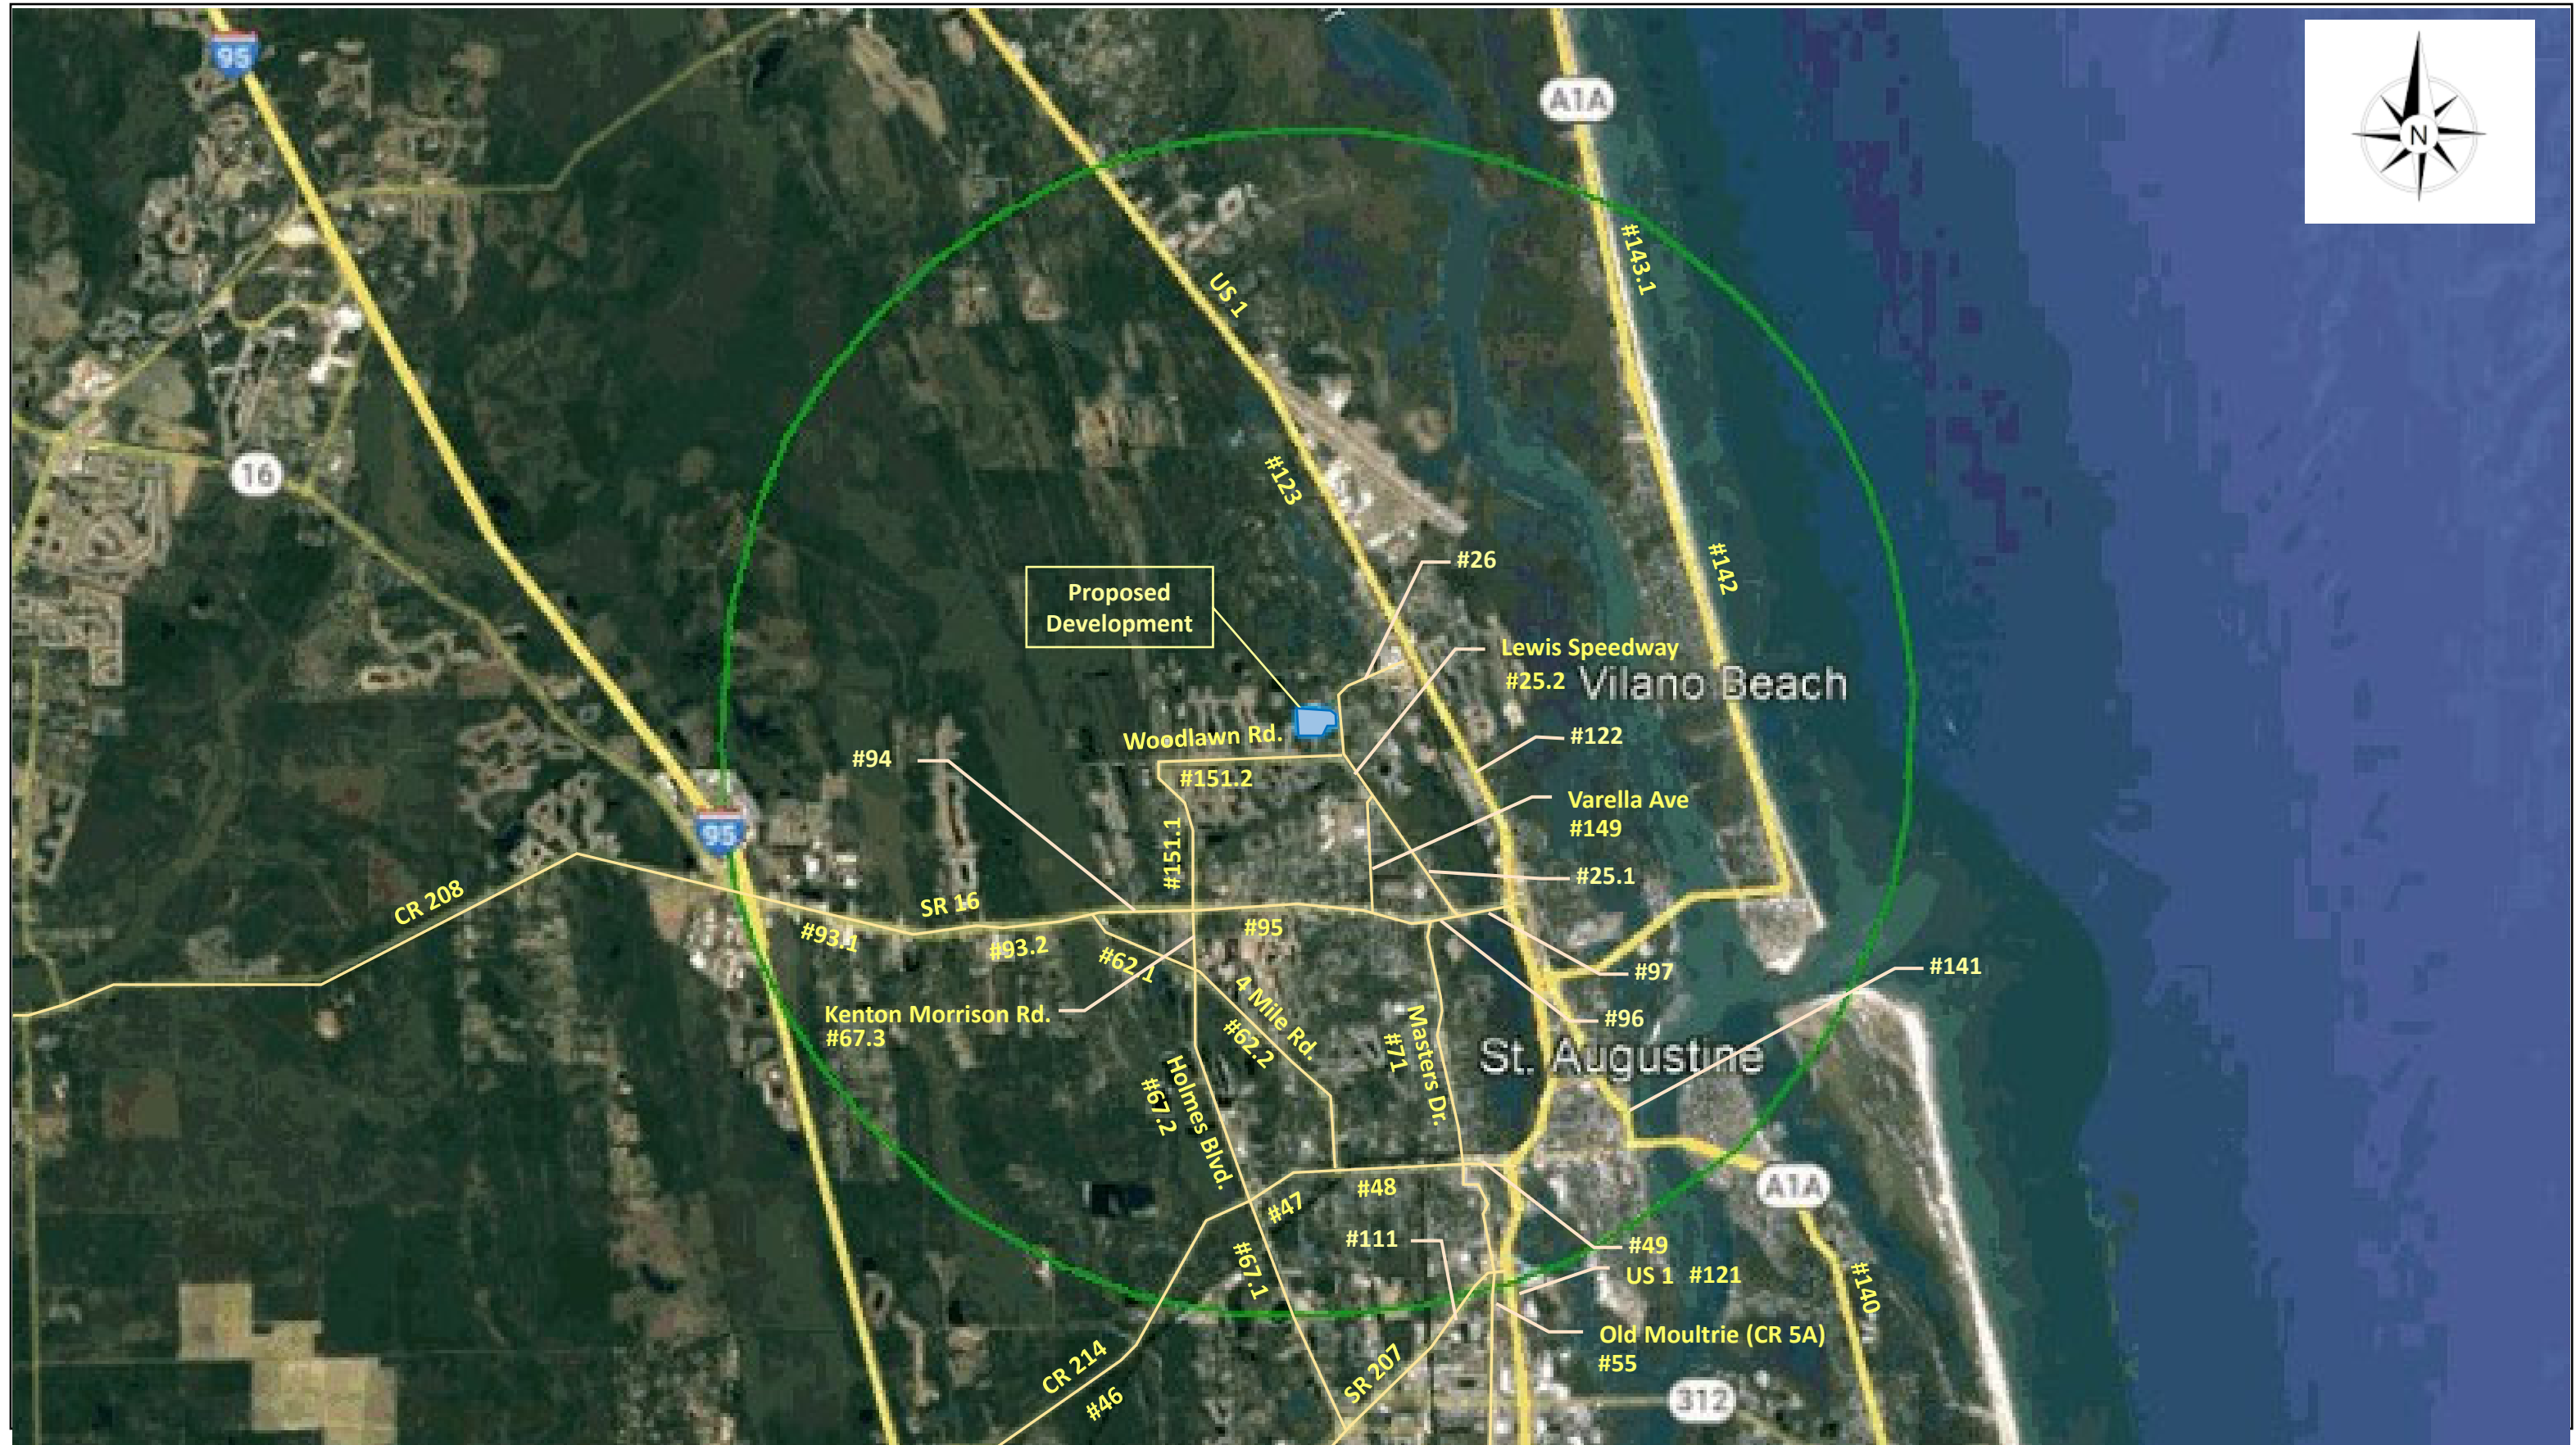 95
A1A
N
#143.1
US 1
16
#123
#26
#142
Proposed
Development
Lewis Speedway
#25.2
Vilano Beach
Woodlawn Rd.
#122
#94
#151.2
Varella Ave
#149
95
#151.1
#25.1
CR 208
SR 16
#93.1
#93.2
#95
#62.1
#97
#141
4 Mile Rd.
#62.2
Kenton Morrison Rd.
#67.3
#96
Masters Dr.
#71
St. Augustine
Holmes Blvd.
#67.2
A1A
#48
#47
#111
#49
#67.1
US 1 #121
#140
Old Moultrie (CR 5A)
#55
CR 214
#46
SR 207
312